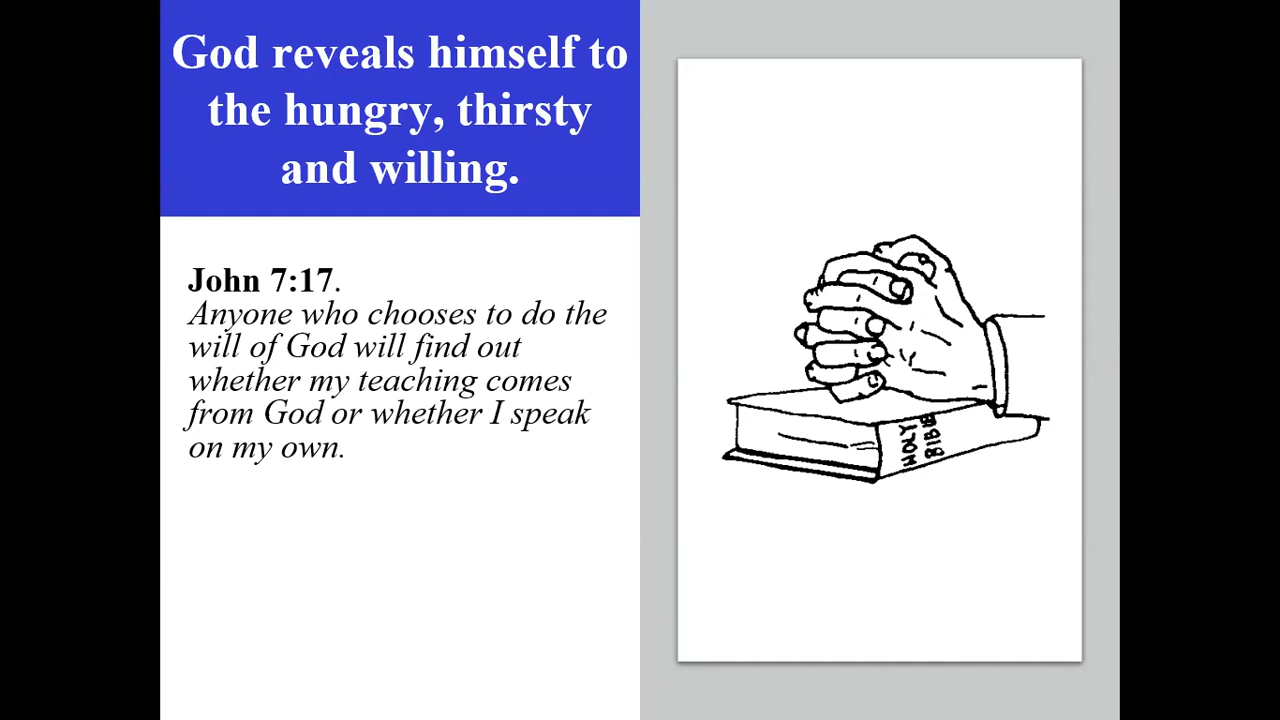 God reveals himself to
the hungry, thirsty
and willing.
John 7:17.
Anyone who chooses to do the
will of God will find out
whether my teaching comes
from God or whether I speak
on my own.
HOLY
BIBLE